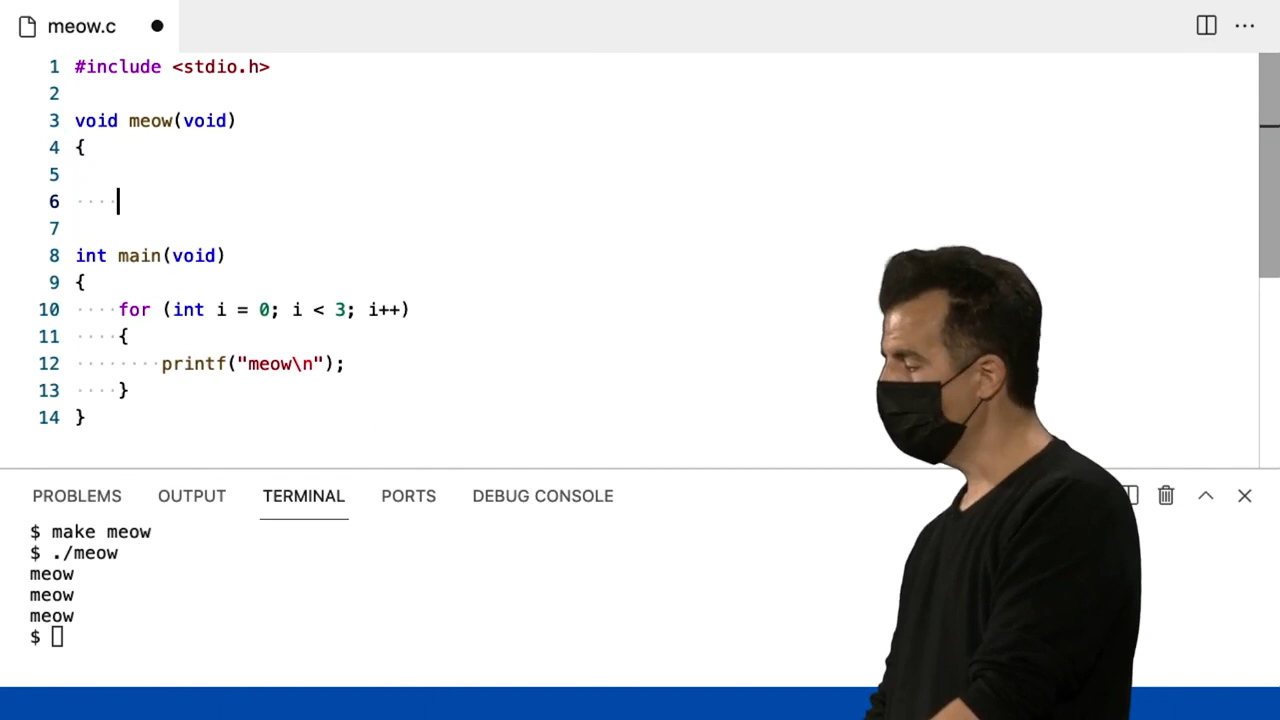 meow.c
1 #include <stdio.h>
2
3 void meow(void)
4 {
5
6 ····
7
8 int main(void)
9 {
10 ····for (int i = 0; i < 3; i++)
11 ····{
12 ········printf("meow\n");
13 ····}
14 }
PROBLEMS OUTPUT TERMINAL PORTS DEBUG CONSOLE
$ make meow
$ ./meow
meow
meow
meow
$